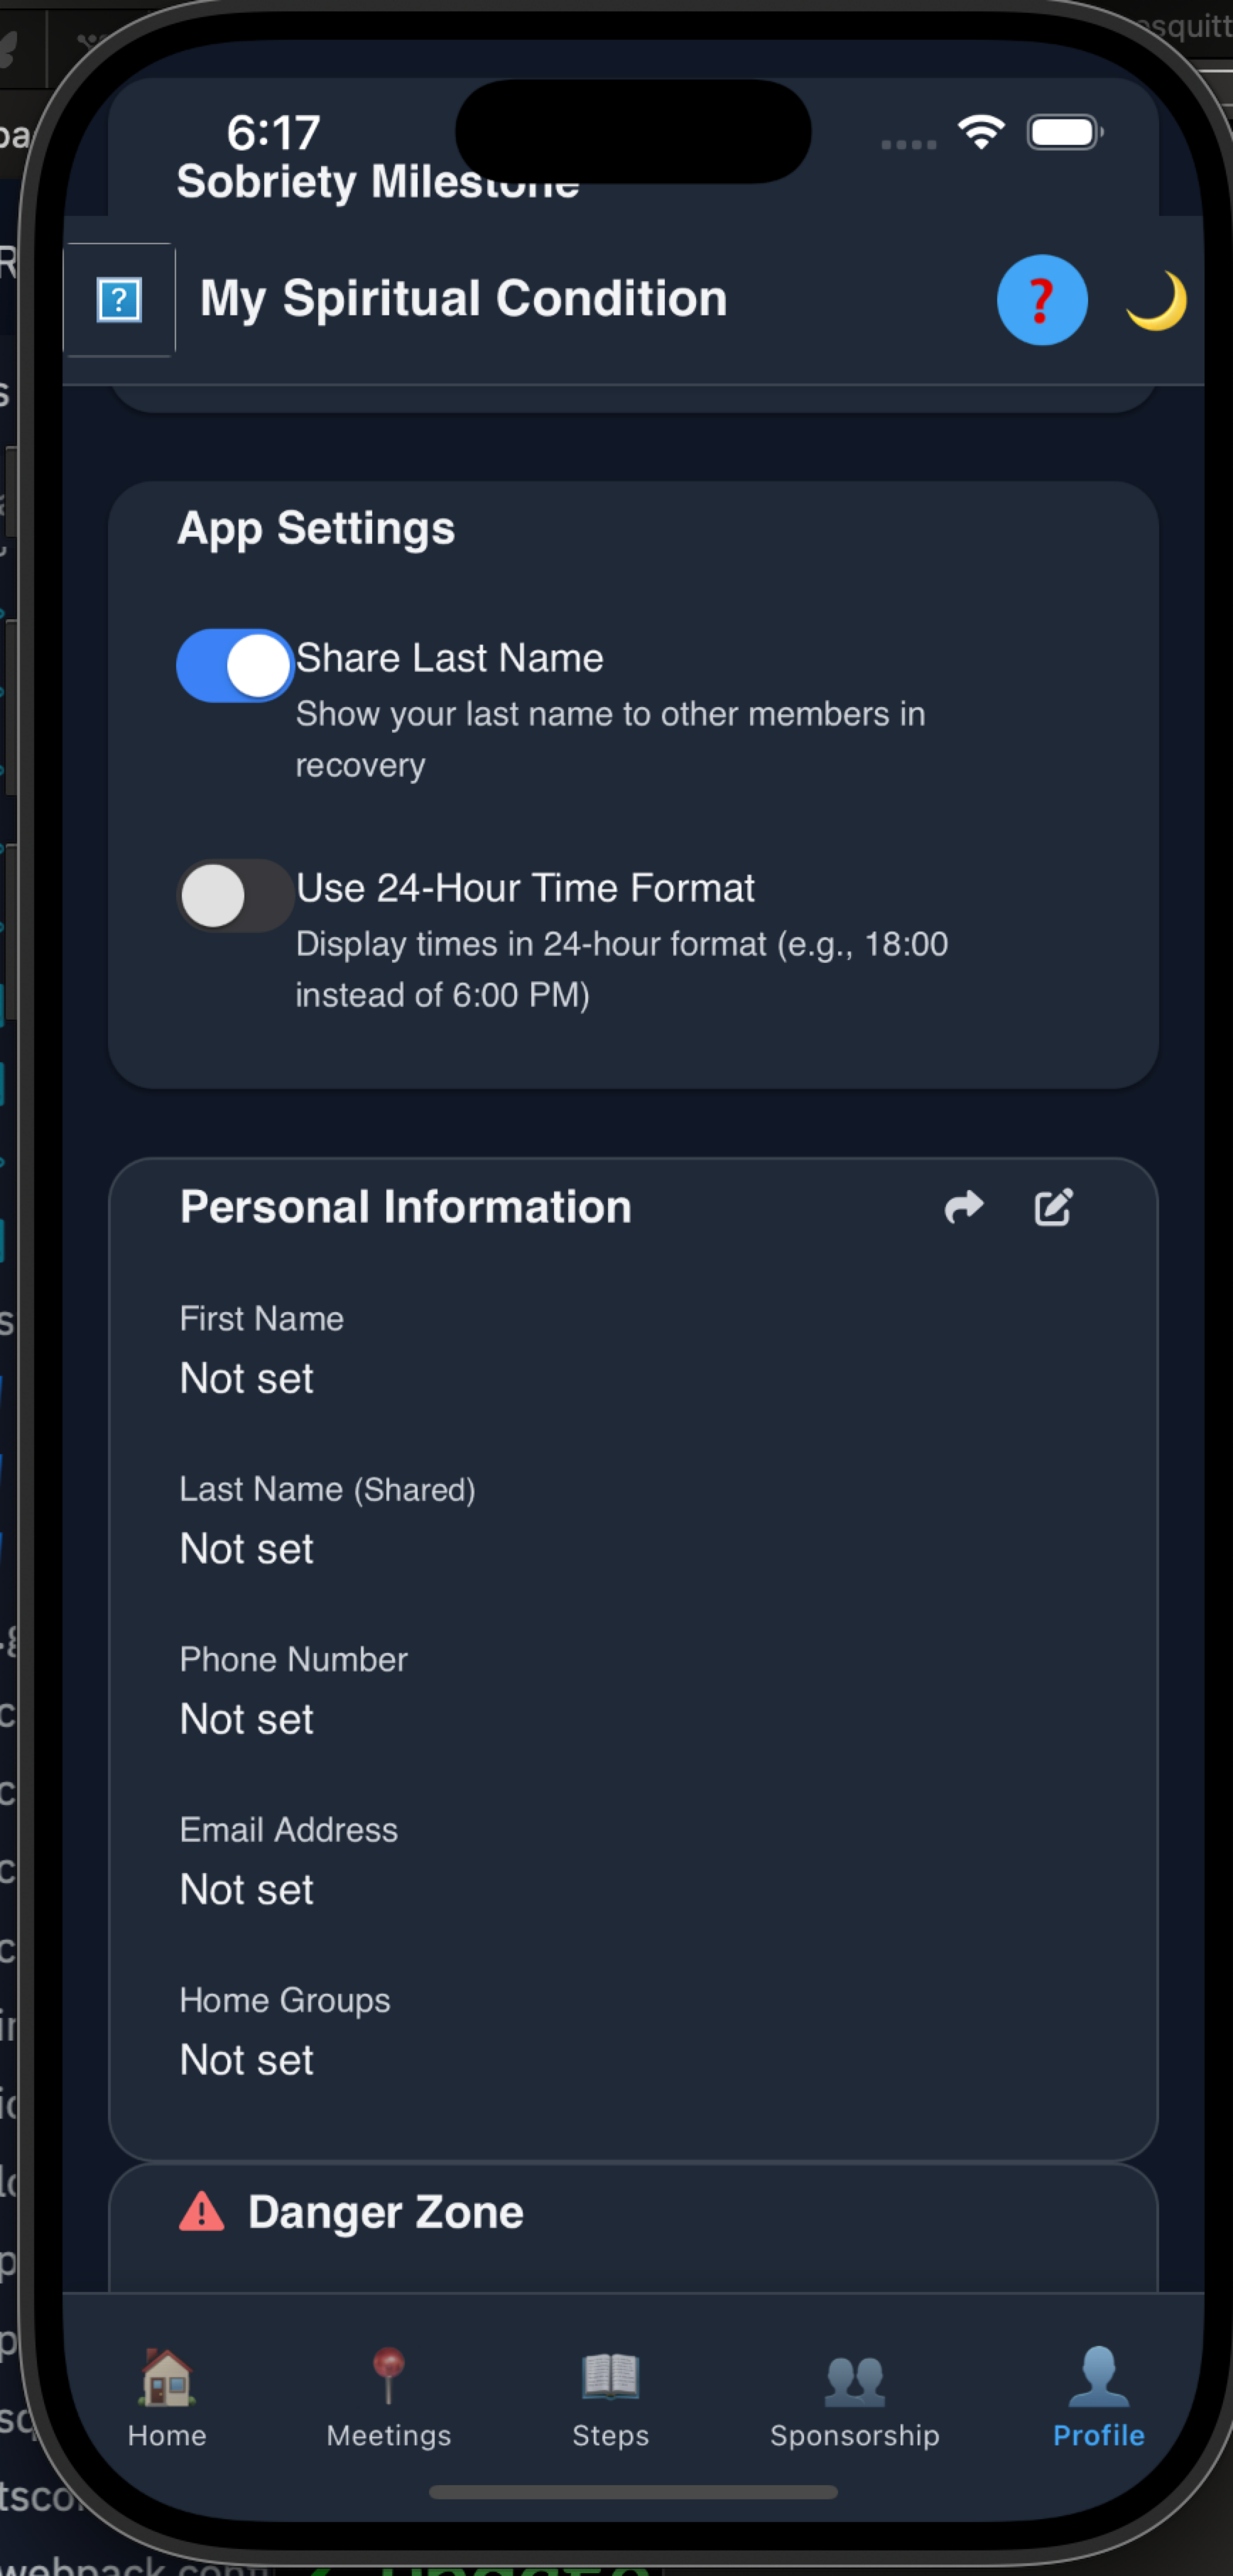 6:17
Sobriety Milestone
? My Spiritual Condition ❓ 🌙
App Settings
Share Last Name
Show your last name to other members in
recovery
Use 24-Hour Time Format
Display times in 24-hour format (e.g., 18:00
instead of 6:00 PM)
Personal Information
First Name
Not set
Last Name (Shared)
Not set
Phone Number
Not set
Email Address
Not set
Home Groups
Not set
Danger Zone
Home Meetings Steps Sponsorship Profile